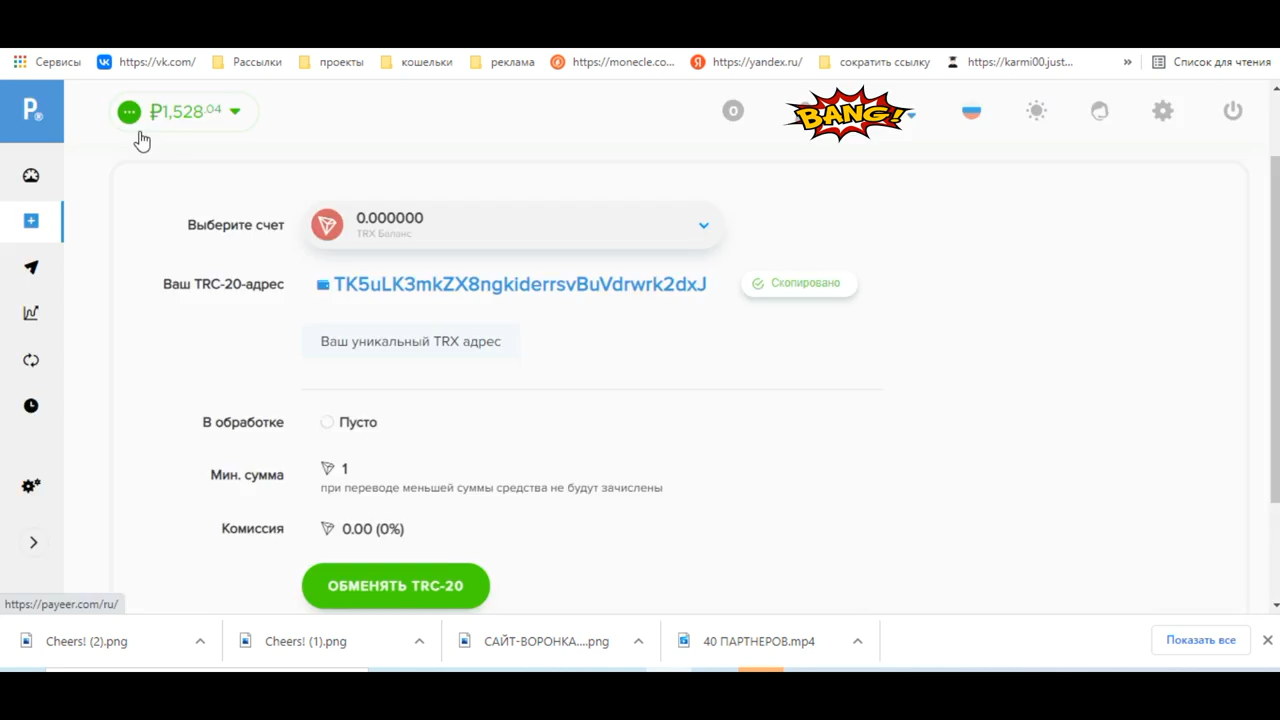 Сервисы https://vk.com/ Рассылки проекты кошельки реклама https://monecle.co... https://yandex.ru/ сократить ссылку https://karmi00.just... » Список для чтения
P®
₽1,528.04
O
BANG!
Выберите счет
0.000000
TRX Баланс
Ваш TRC-20-адрес
TK5uLK3mkZX8ngkiderrsvBuVdrwrk2dxJ
Скопировано
Ваш уникальный TRX адрес
В обработке
Пусто
Мин. сумма
1
при переводе меньшей суммы средства не будут зачислены
Комиссия
0.00 (0%)
ОБМЕНЯТЬ TRC-20
https://payeer.com/ru/
Cheers! (2).png
Cheers! (1).png
САЙТ-ВОРОНКА....png
40 ПАРТНЕРОВ.mp4
Показать все